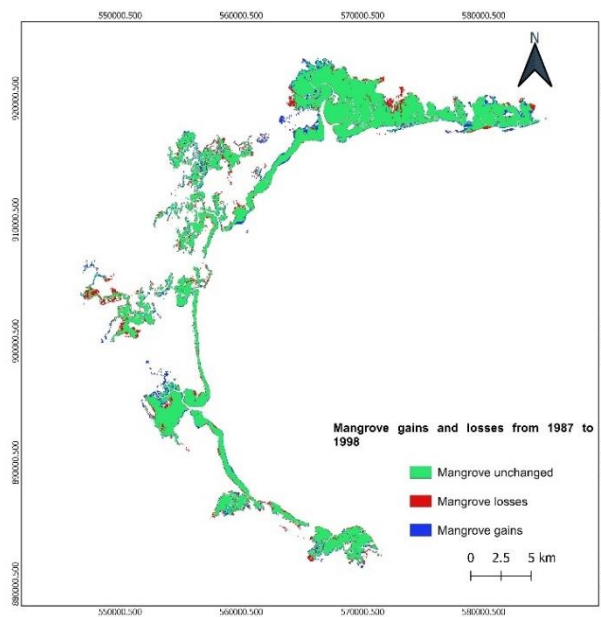 550000.500 560000.500 570000.500 580000.500
N
920000.500
910000.500
900000.500
890000.500
880000.500
Mangrove gains and losses from 1987 to
1998
Mangrove unchanged
Mangrove losses
Mangrove gains
0 2.5 5 km
550000.500 560000.500 570000.500 580000.500